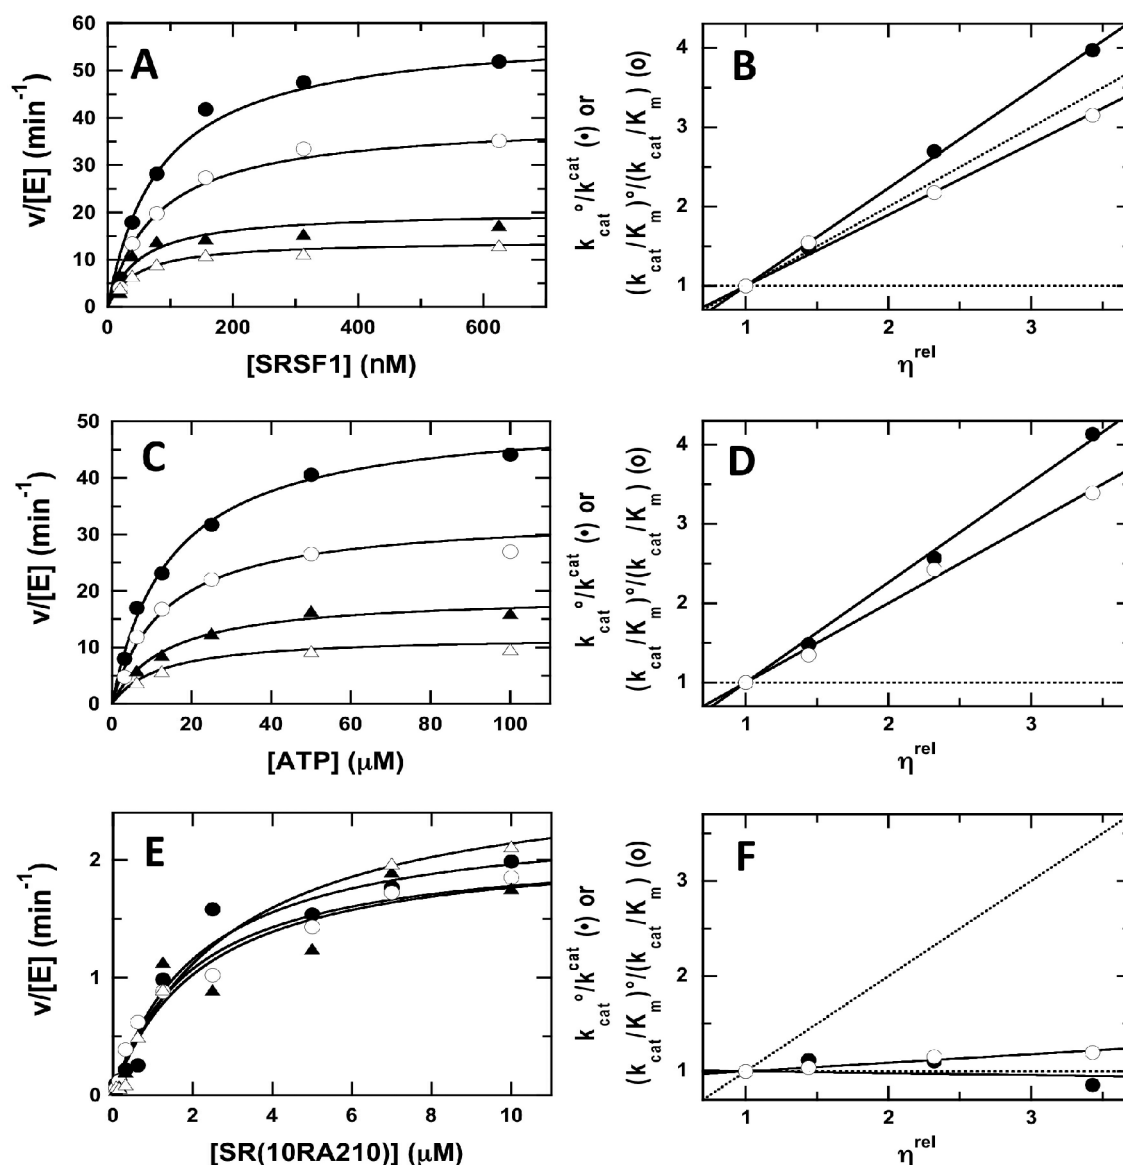 A
v/[E] (min⁻¹)
60
50
40
30
20
10
0
0 200 400 600
[SRSF1] (nM)
B
k_cat°/k^cat (•) or
(k_cat/K_m)°/(k_cat/K_m) (o)
4
3
2
1
1 2 3
η^rel
C
v/[E] (min⁻¹)
50
40
30
20
10
0
0 20 40 60 80 100
[ATP] (μM)
D
k_cat°/k^cat (•) or
(k_cat/K_m)°/(k_cat/K_m) (o)
4
3
2
1
1 2 3
η^rel
E
v/[E] (min⁻¹)
2
1
0
0 2 4 6 8 10
[SR(10RA210)] (μM)
F
k_cat°/k^cat (•) or
(k_cat/K_m)°/(k_cat/K_m) (o)
3
2
1
1 2 3
η^rel